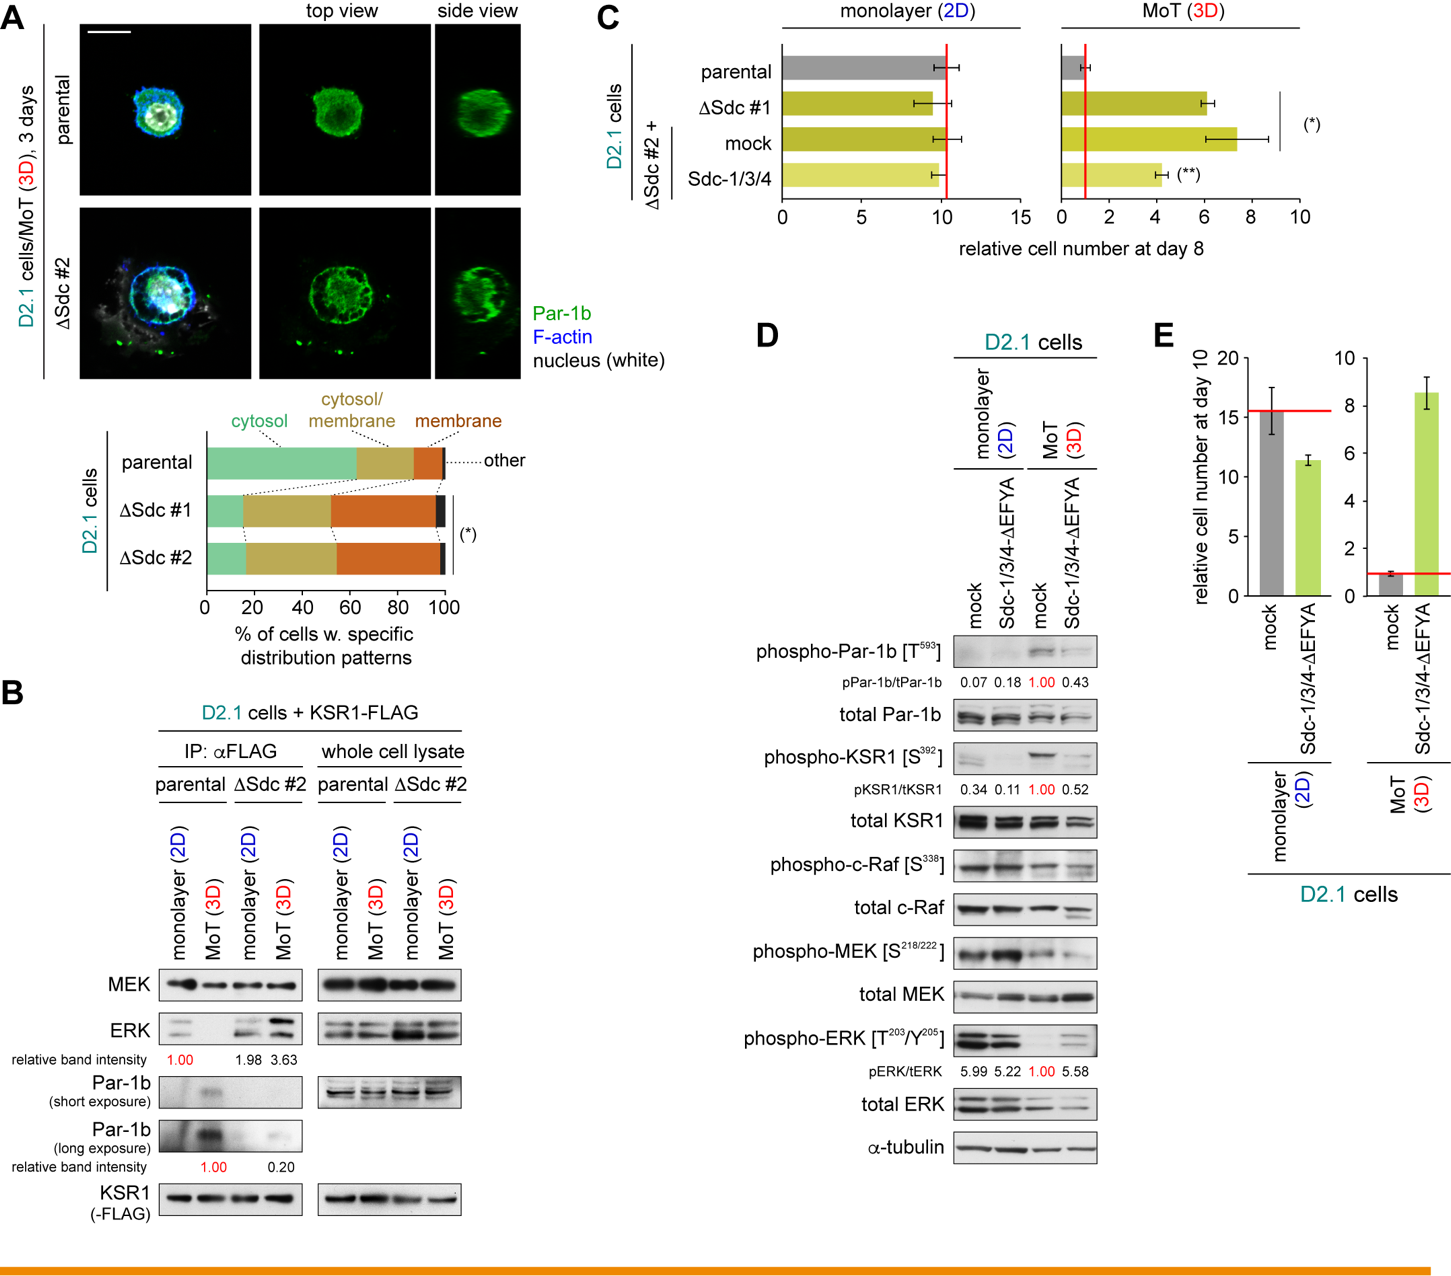 A
top view
side view
D2.1 cells/MoT (3D), 3 days
parental
ΔSdc #2
Par-1b
F-actin
nucleus (white)
cytosol
cytosol/
membrane
membrane
other
D2.1 cells
parental
ΔSdc #1
ΔSdc #2
(*)
0 20 40 60 80 100
% of cells w. specific
distribution patterns
B
D2.1 cells + KSR1-FLAG
IP: αFLAG whole cell lysate
parental ΔSdc #2 parental ΔSdc #2
monolayer (2D)
MoT (3D)
monolayer (2D)
MoT (3D)
monolayer (2D)
MoT (3D)
monolayer (2D)
MoT (3D)
MEK
ERK
relative band intensity 1.00 1.98 3.63
Par-1b
(short exposure)
Par-1b
(long exposure)
relative band intensity 1.00 0.20
KSR1
(-FLAG)
C
monolayer (2D)
MoT (3D)
D2.1 cells
ΔSdc #2 +
parental
ΔSdc #1
mock
Sdc-1/3/4
(*)
(**)
0 5 10 15
0 2 4 6 8 10
relative cell number at day 8
D
D2.1 cells
monolayer
(2D)
MoT
(3D)
mock
Sdc-1/3/4-ΔEFYA
mock
Sdc-1/3/4-ΔEFYA
phospho-Par-1b [T593]
pPar-1b/tPar-1b 0.07 0.18 1.00 0.43
total Par-1b
phospho-KSR1 [S392]
pKSR1/tKSR1 0.34 0.11 1.00 0.52
total KSR1
phospho-c-Raf [S338]
total c-Raf
phospho-MEK [S218/222]
total MEK
phospho-ERK [T203/Y205]
pERK/tERK 5.99 5.22 1.00 5.58
total ERK
α-tubulin
E
relative cell number at day 10
20
15
10
5
0
10
8
6
4
2
0
mock
Sdc-1/3/4-ΔEFYA
mock
Sdc-1/3/4-ΔEFYA
monolayer
(2D)
MoT
(3D)
D2.1 cells